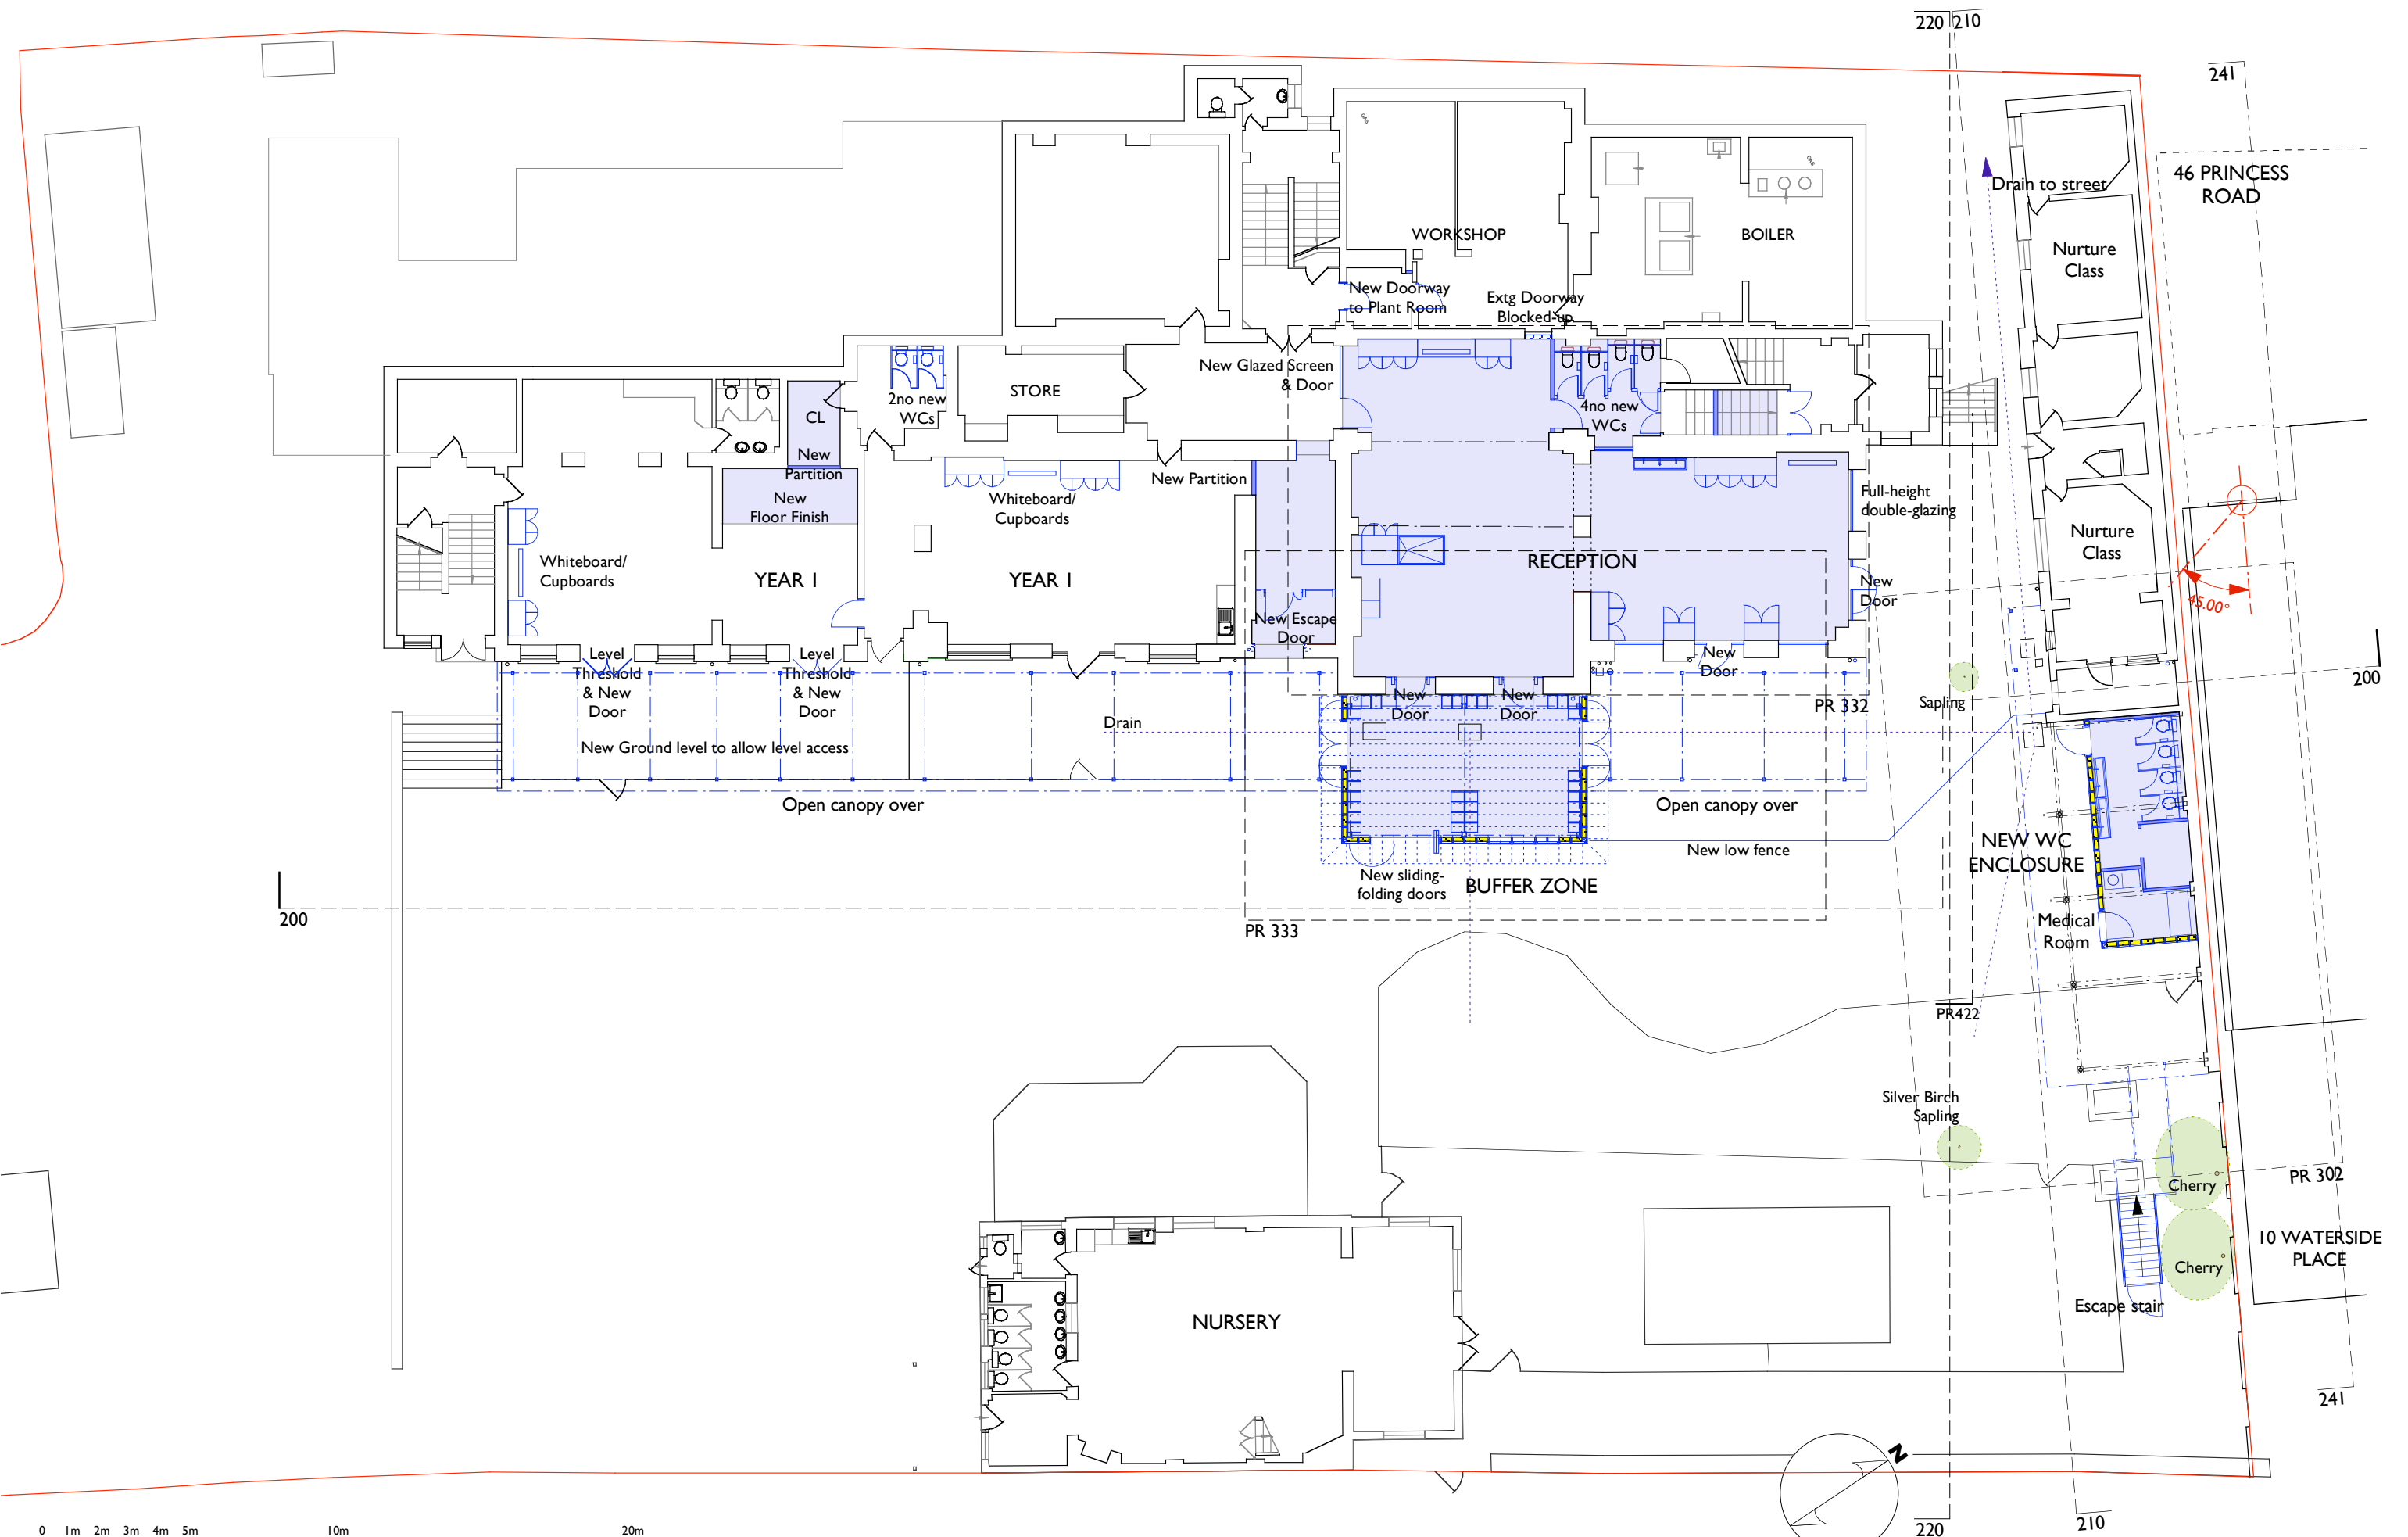 220
210
241
46 PRINCESS
ROAD
Drain to street
GAS
GAS
WORKSHOP
BOILER
Nurture
Class
New Doorway
to Plant Room
Extg Doorway
Blocked-up
New Glazed Screen
& Door
STORE
2no new
WCs
CL
4no new
WCs
New
Partition
New Partition
New
Floor Finish
Whiteboard/
Cupboards
Full-height
double-glazing
Nurture
Class
Whiteboard/
Cupboards
YEAR 1
YEAR 1
RECEPTION
New
Door
45.00°
New Escape
Door
Level
Threshold
& New
Door
Level
Threshold
& New
Door
New
Door
New
Door
New
Door
PR 332
Sapling
200
Drain
New Ground level to allow level access
Open canopy over
Open canopy over
New low fence
NEW WC
ENCLOSURE
New sliding-
folding doors
BUFFER ZONE
200
PR 333
Medical
Room
PR422
Silver Birch
Sapling
Cherry
PR 302
10 WATERSIDE
PLACE
Cherry
Escape stair
NURSERY
241
N
220
210
0 1m 2m 3m 4m 5m 10m 20m